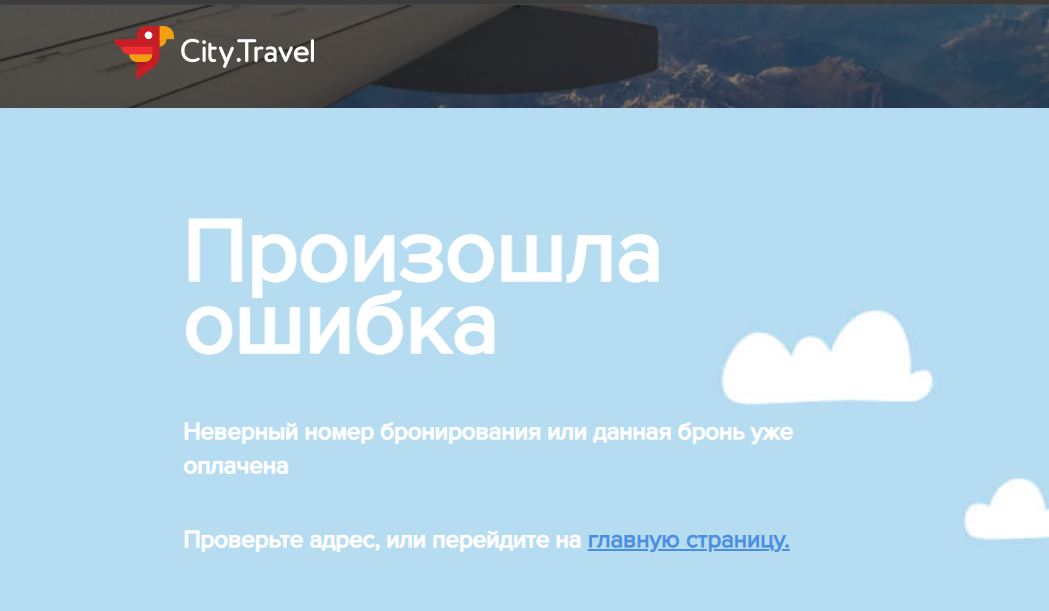 City.Travel
Произошла
ошибка
Неверный номер бронирования или данная бронь уже
оплачена
Проверьте адрес, или перейдите на главную страницу.